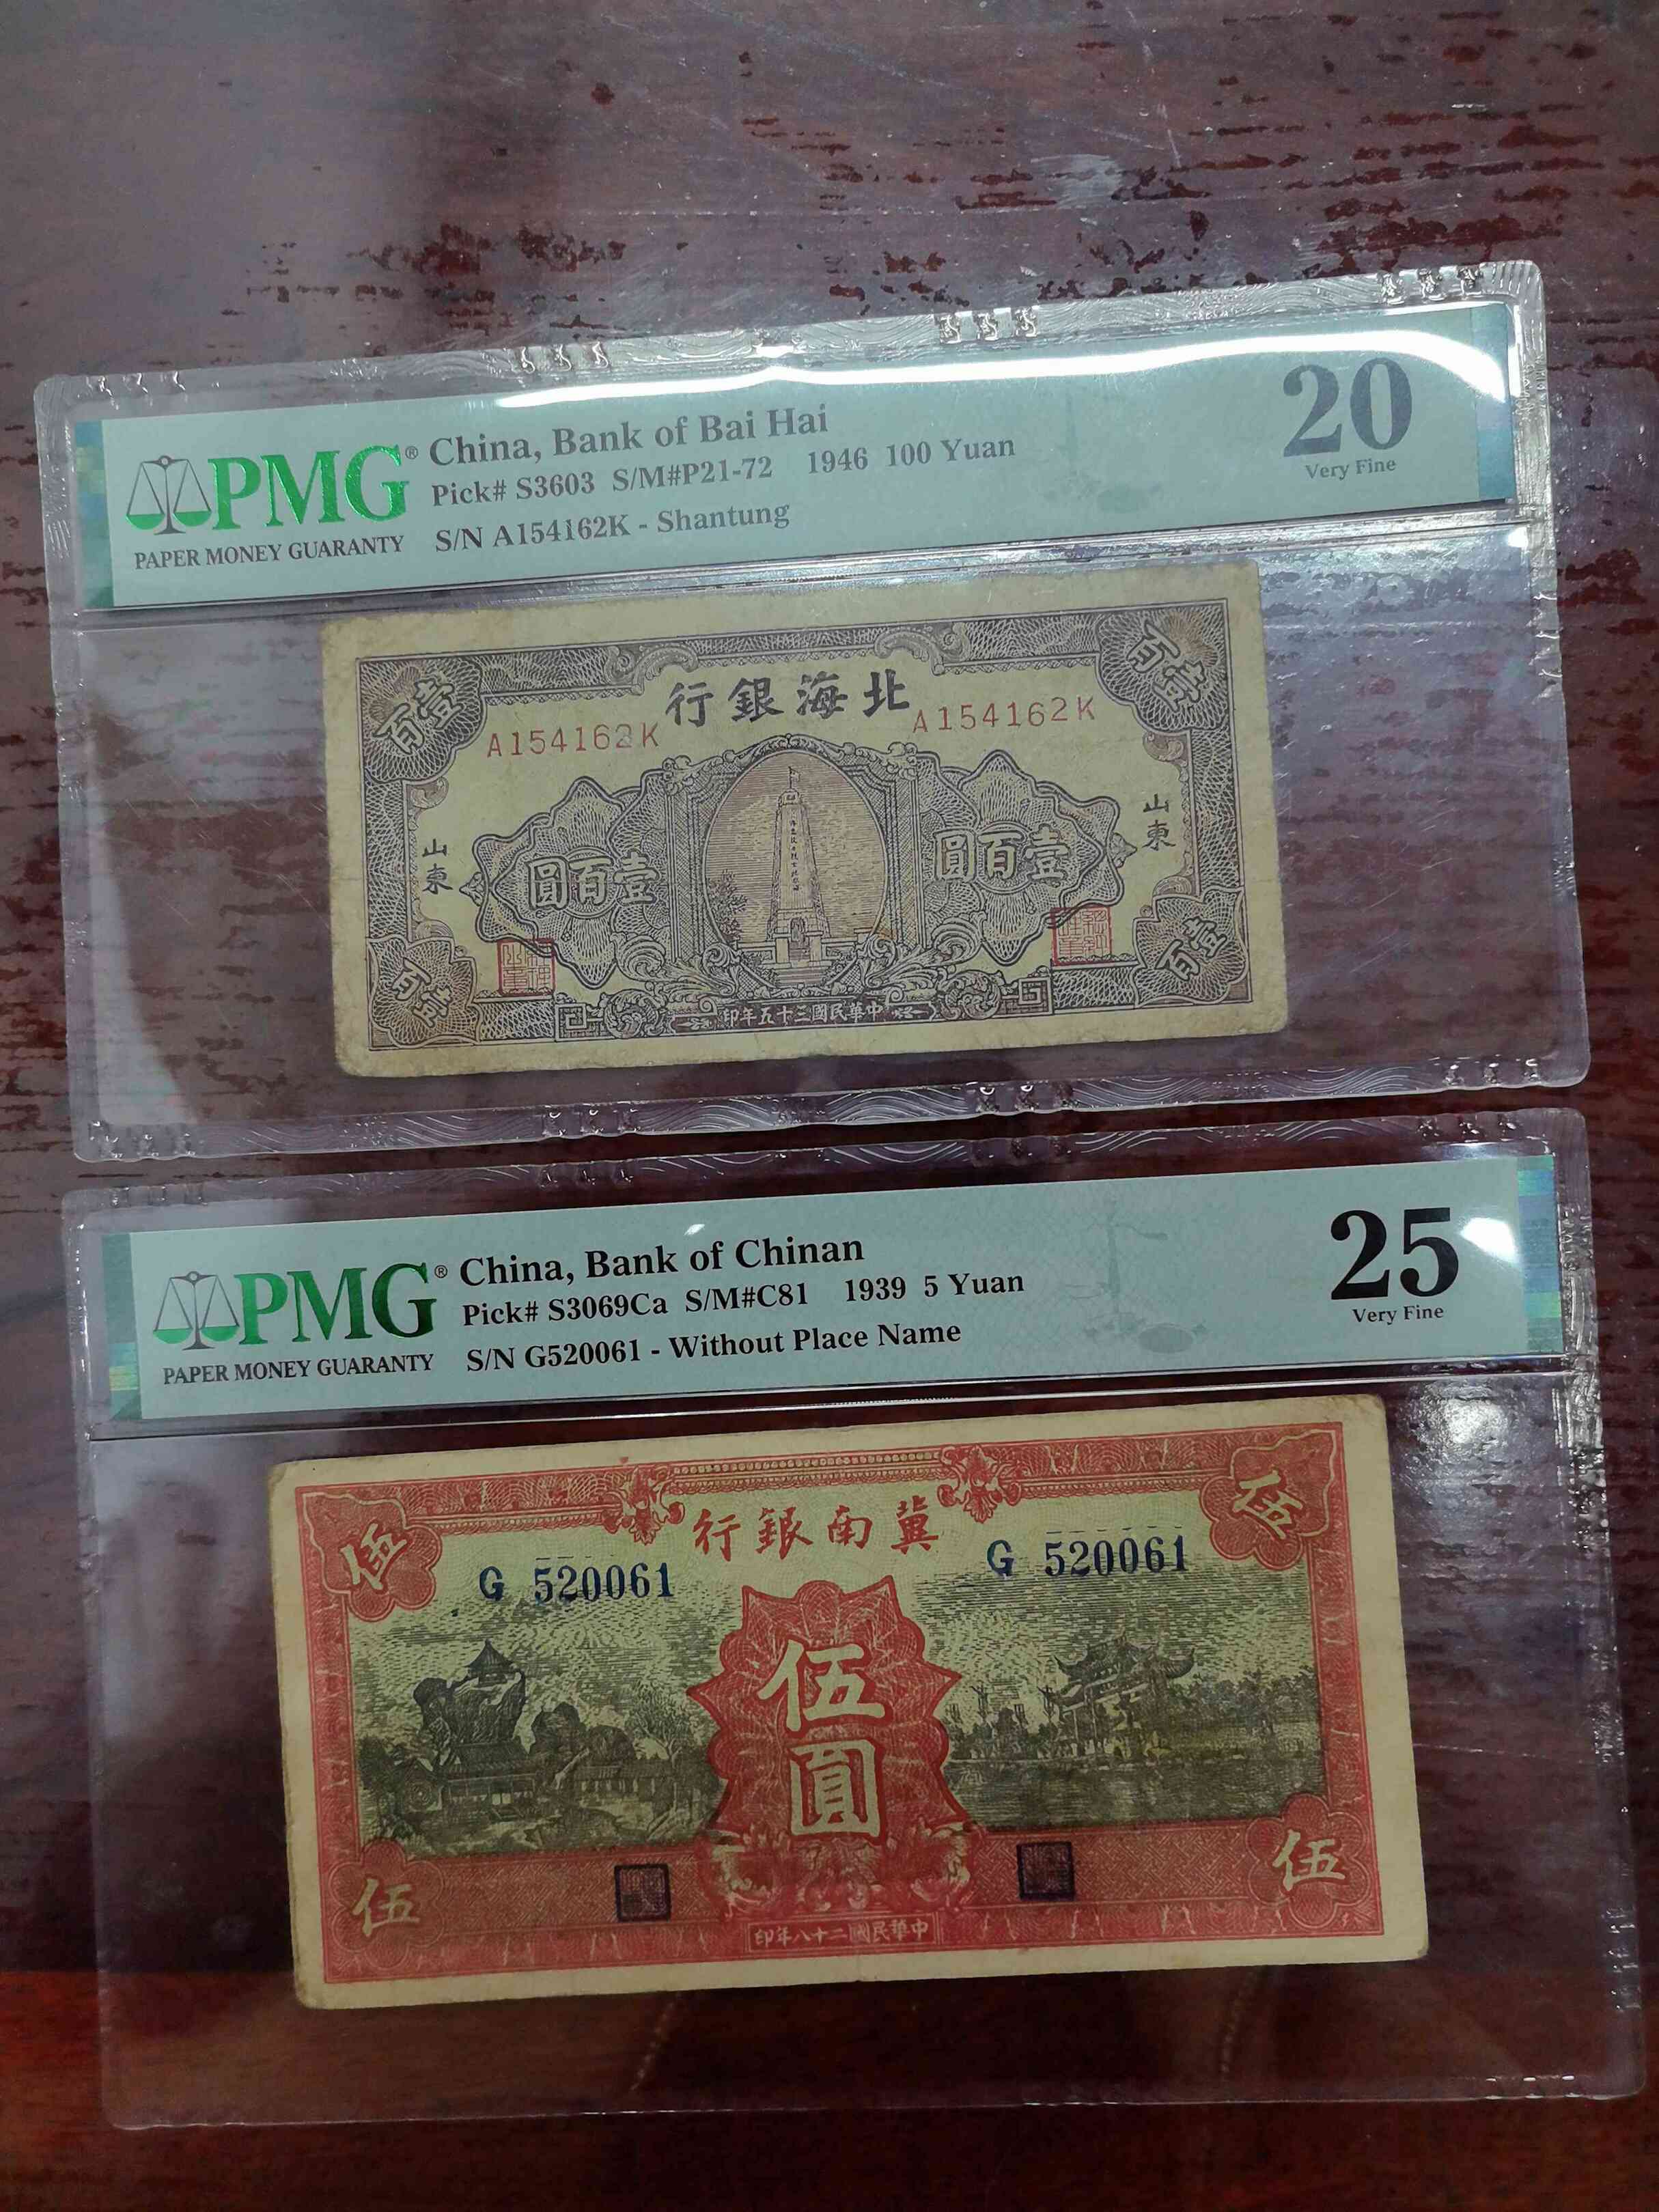 PMG®
PAPER MONEY GUARANTY
China, Bank of Bai Hai
Pick# S3603 S/M#P21-72 1946 100 Yuan
S/N A154162K - Shantung
20
Very Fine
壹百
壹百
北海銀行
A154162K
A154162K
山東
山東
壹百圓
壹百圓
壹百
壹百
中華民國三十五年印
PMG®
PAPER MONEY GUARANTY
China, Bank of Chinan
Pick# S3069Ca S/M#C81 1939 5 Yuan
S/N G520061 - Without Place Name
25
Very Fine
伍
伍
冀南銀行
G 520061
G 520061
伍圓
伍
伍
中華民國二十八年印